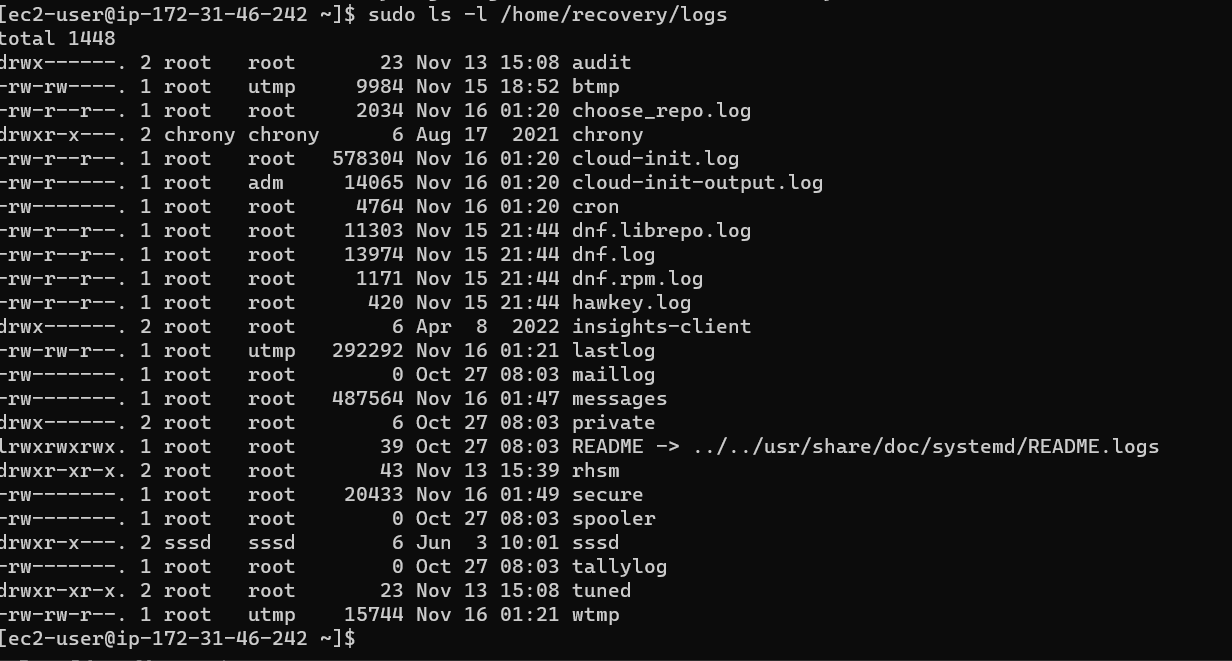 [ec2-user@ip-172-31-46-242 ~]$ sudo ls -l /home/recovery/logs
total 1448
drwx------. 2 root   root       23 Nov 13 15:08 audit
-rw-rw----. 1 root   utmp     9984 Nov 15 18:52 btmp
-rw-r--r--. 1 root   root     2034 Nov 16 01:20 choose_repo.log
drwxr-x---. 2 chrony chrony      6 Aug 17  2021 chrony
-rw-r--r--. 1 root   root   578304 Nov 16 01:20 cloud-init.log
-rw-r-----. 1 root   adm     14065 Nov 16 01:20 cloud-init-output.log
-rw-------. 1 root   root     4764 Nov 16 01:20 cron
-rw-r--r--. 1 root   root    11303 Nov 15 21:44 dnf.librepo.log
-rw-r--r--. 1 root   root    13974 Nov 15 21:44 dnf.log
-rw-r--r--. 1 root   root     1171 Nov 15 21:44 dnf.rpm.log
-rw-r--r--. 1 root   root      420 Nov 15 21:44 hawkey.log
drwx------. 2 root   root        6 Apr  8  2022 insights-client
-rw-rw-r--. 1 root   utmp   292292 Nov 16 01:21 lastlog
-rw-------. 1 root   root        0 Oct 27 08:03 maillog
-rw-------. 1 root   root   487564 Nov 16 01:47 messages
drwx------. 2 root   root        6 Oct 27 08:03 private
lrwxrwxrwx. 1 root   root       39 Oct 27 08:03 README -> ../../usr/share/doc/systemd/README.logs
drwxr-xr-x. 2 root   root       43 Nov 13 15:39 rhsm
-rw-------. 1 root   root    20433 Nov 16 01:49 secure
-rw-------. 1 root   root        0 Oct 27 08:03 spooler
drwxr-x---. 2 sssd   sssd        6 Jun  3 10:01 sssd
-rw-------. 1 root   root        0 Oct 27 08:03 tallylog
drwxr-xr-x. 2 root   root       23 Nov 13 15:08 tuned
-rw-rw-r--. 1 root   utmp    15744 Nov 16 01:21 wtmp
[ec2-user@ip-172-31-46-242 ~]$